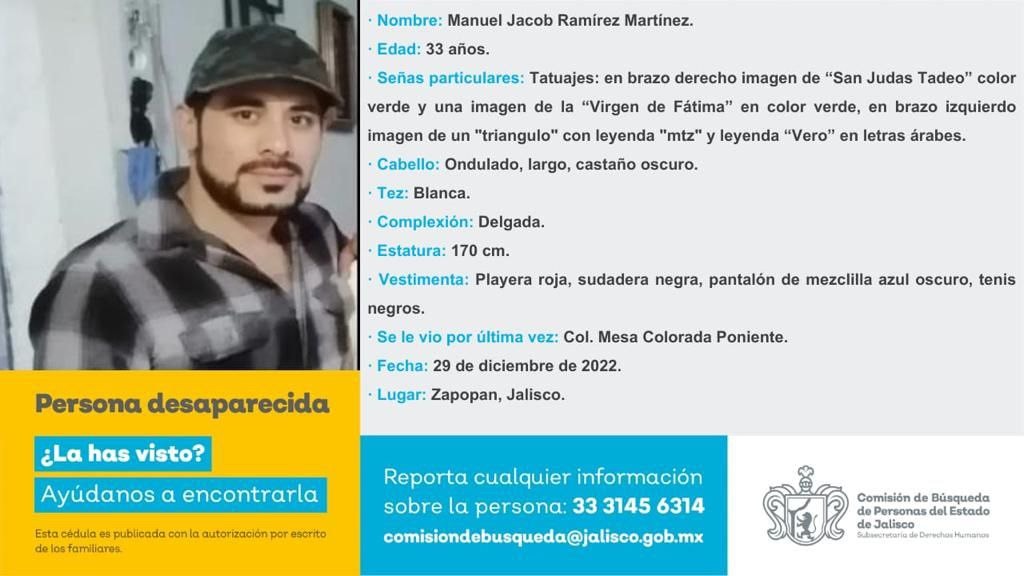 · Nombre: Manuel Jacob Ramírez Martínez.
· Edad: 33 años.
· Señas particulares: Tatuajes: en brazo derecho imagen de “San Judas Tadeo” color
verde y una imagen de la “Virgen de Fátima” en color verde, en brazo izquierdo
imagen de un "triangulo" con leyenda "mtz" y leyenda “Vero” en letras árabes.
· Cabello: Ondulado, largo, castaño oscuro.
· Tez: Blanca.
· Complexión: Delgada.
· Estatura: 170 cm.
· Vestimenta: Playera roja, sudadera negra, pantalón de mezclilla azul oscuro, tenis
negros.
· Se le vio por última vez: Col. Mesa Colorada Poniente.
· Fecha: 29 de diciembre de 2022.
· Lugar: Zapopan, Jalisco.
Persona desaparecida
¿La has visto?
Ayúdanos a encontrarla
Esta cédula es publicada con la autorización por escrito
de los familiares.
Reporta cualquier información
sobre la persona: 33 3145 6314
comisiondebusqueda@jalisco.gob.mx
Comisión de Búsqueda
de Personas del Estado
de Jalisco
Subsecretaría de Derechos Humanos